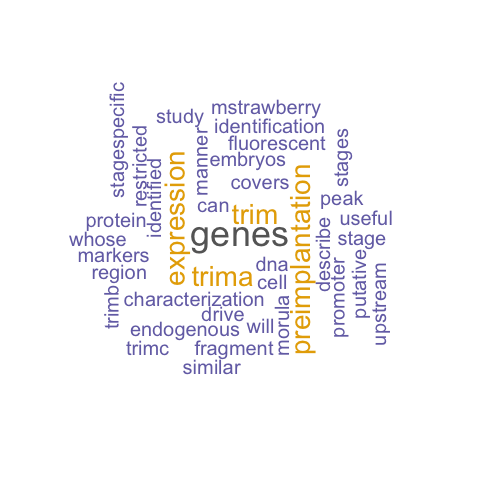 mstrawberry
study
identification
stagespecific
fluorescent
restricted
manner
embryos
stages
identified
expression
covers
preimplantation
peak
can
trim
protein
useful
genes
describe
whose
stage
markers
dna
region
trima
cell
putative
promoter
upstream
trimb
characterization
morula
drive
endogenous
will
trimc
fragment
similar